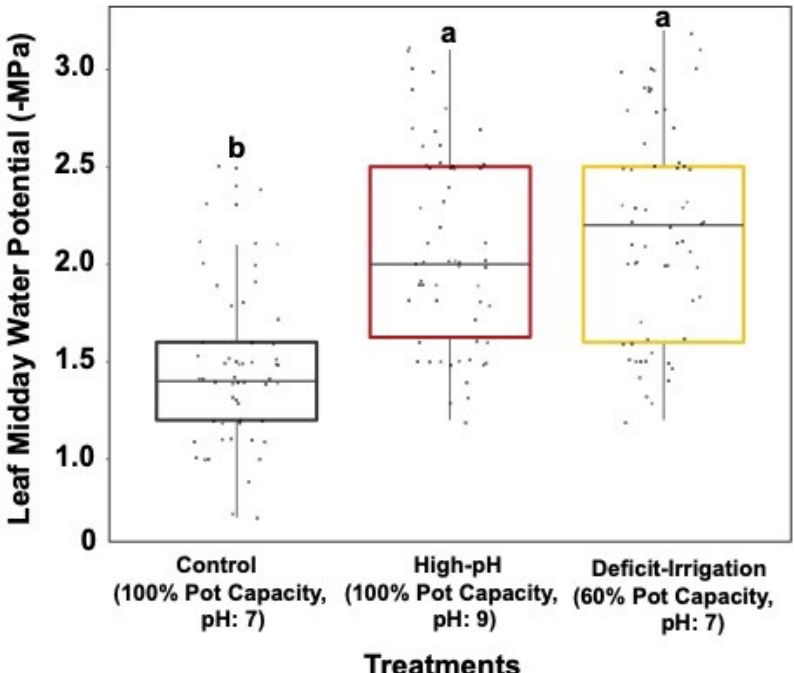 Leaf Midday Water Potential (-MPa)
3.0
2.5
2.0
1.5
1.0
0
b
a
a
Control
(100% Pot Capacity,
pH: 7)
High-pH
(100% Pot Capacity,
pH: 9)
Deficit-Irrigation
(60% Pot Capacity,
pH: 7)
Treatments